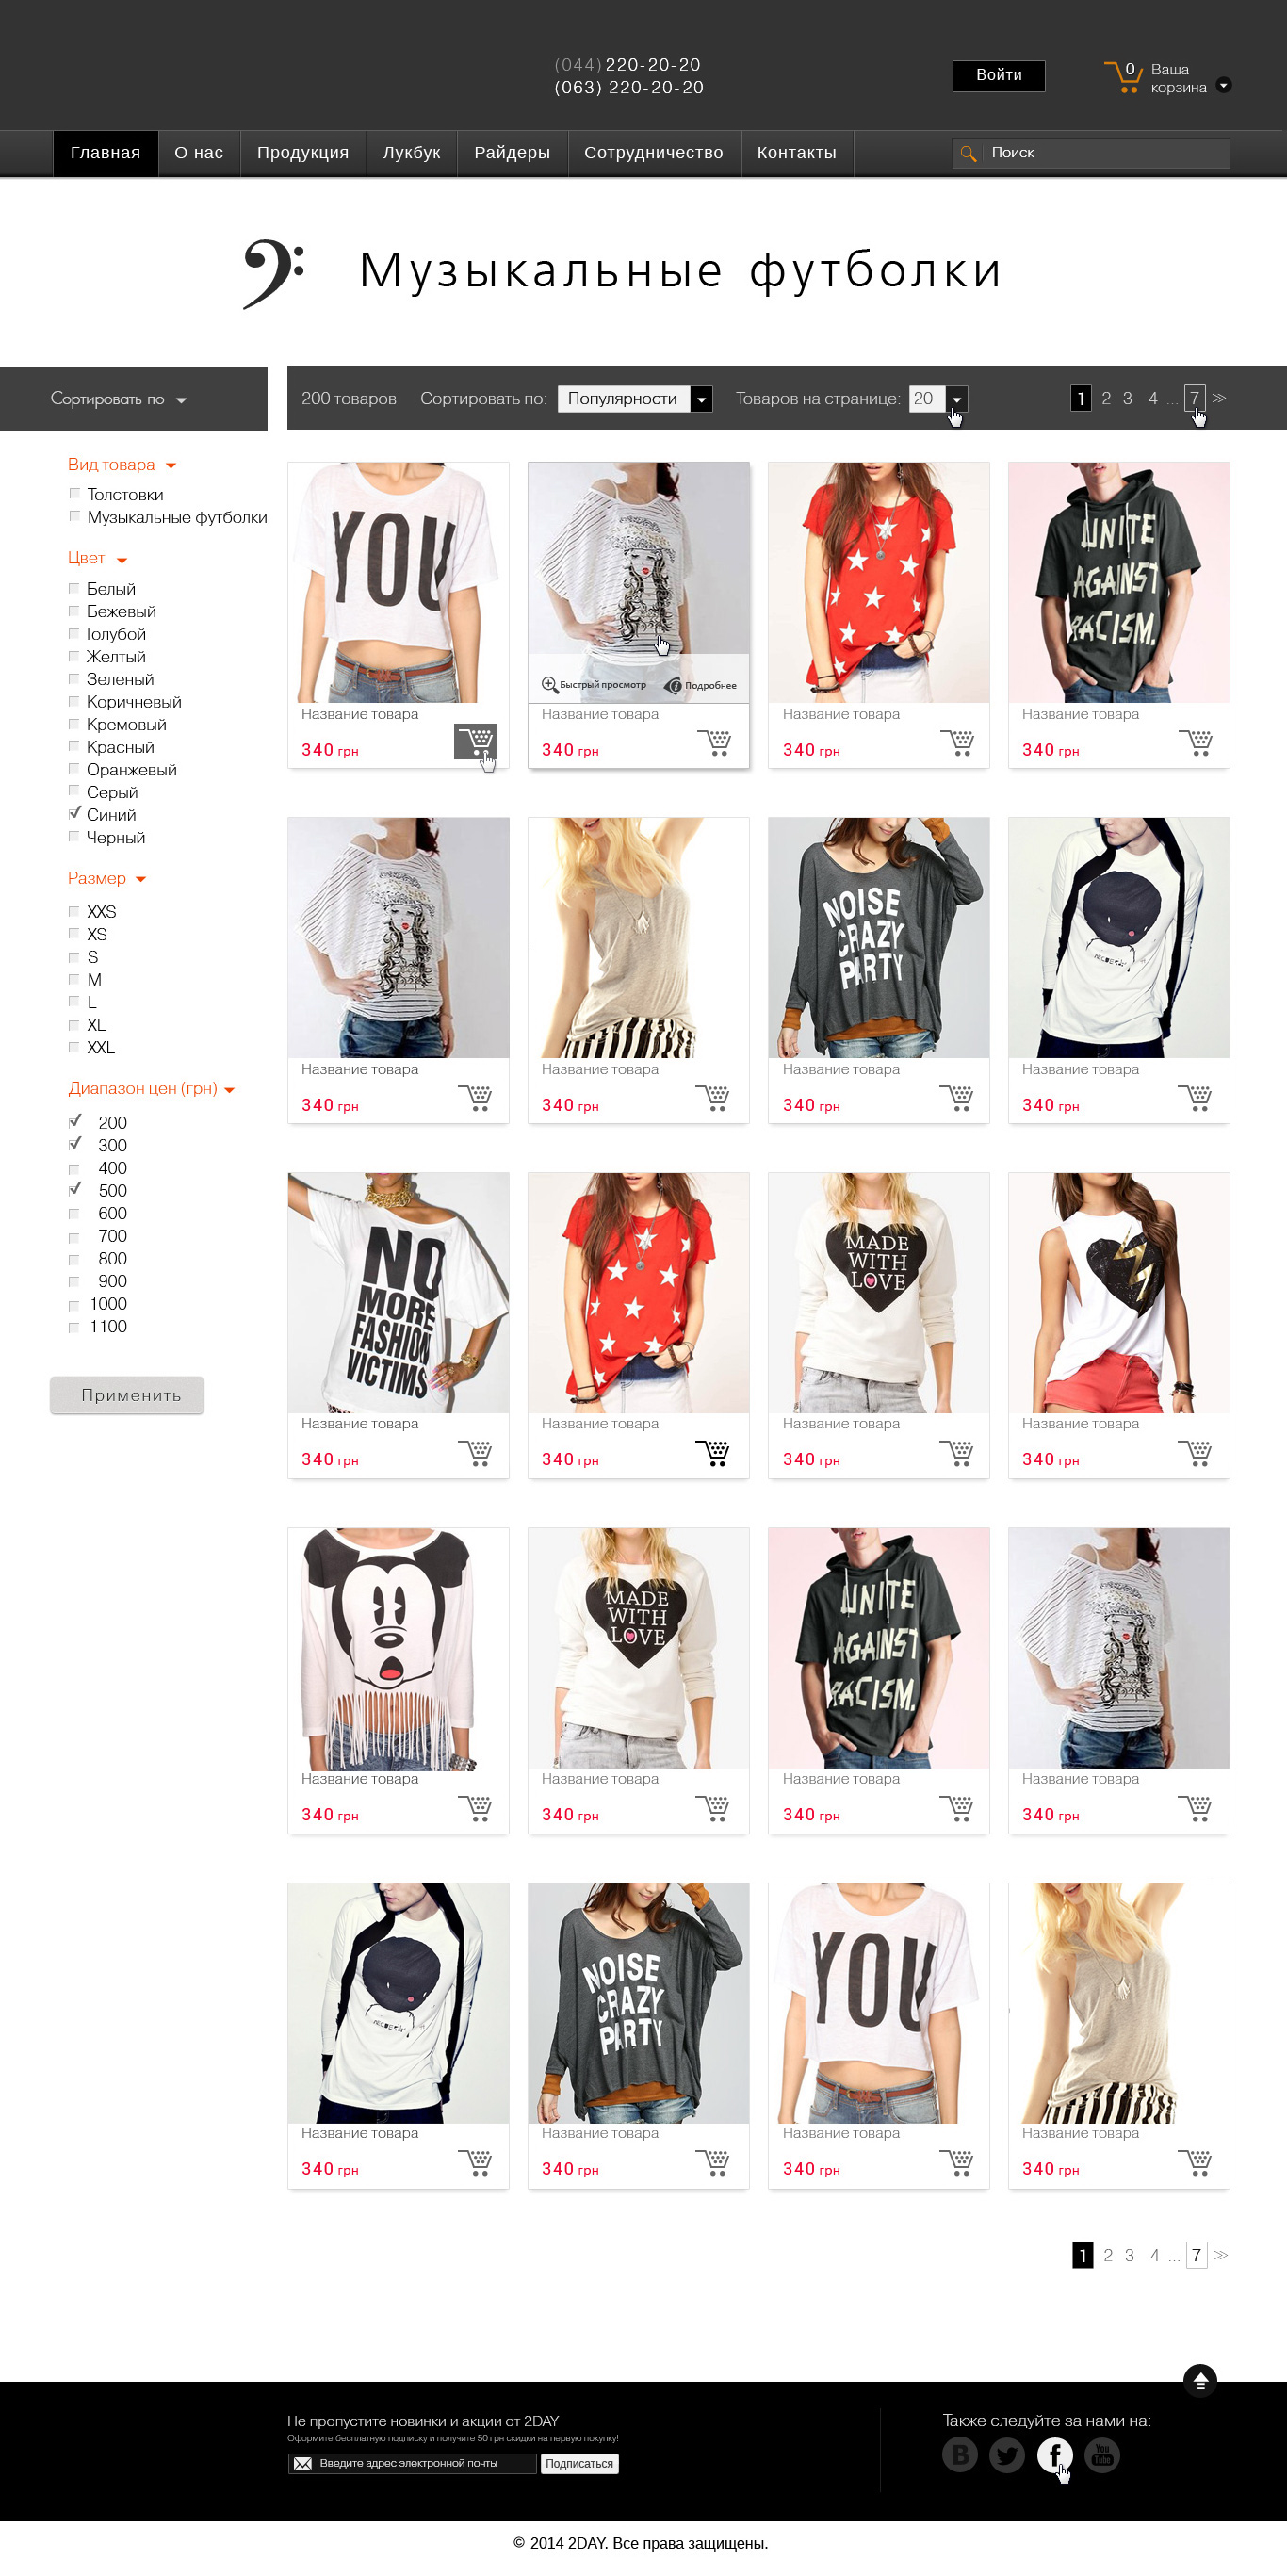 (044) 220-20-20
(063) 220-20-20
Войти
0
Ваша
корзина
Главная О нас Продукция Лукбук Райдеры Сотрудничество Контакты
Поиск
Музыкальные футболки
Сортировать по
200 товаров Сортировать по: Популярности Товаров на странице: 20 1 2 3 4 ... 7 >>
Вид товара
Толстовки
Музыкальные футболки
Цвет
Белый
Бежевый
Голубой
Желтый
Зеленый
Коричневый
Кремовый
Красный
Оранжевый
Серый
Синий
Черный
Размер
XXS
XS
S
M
L
XL
XXL
Диапазон цен (грн)
200
300
400
500
600
700
800
900
1000
1100
Применить
YOU
UNITE
AGAINST
RACISM.
Быстрый просмотр Подробнее
Название товара Название товара Название товара Название товара
340 грн 340 грн 340 грн 340 грн
NOISE
CRAZY
PARTY
Название товара Название товара Название товара Название товара
340 грн 340 грн 340 грн 340 грн
NO
MORE
FASHION
VICTIMS
MADE
WITH
LOVE
Название товара Название товара Название товара Название товара
340 грн 340 грн 340 грн 340 грн
MADE
WITH
LOVE
UNITE
AGAINST
RACISM.
Название товара Название товара Название товара Название товара
340 грн 340 грн 340 грн 340 грн
NOISE
CRAZY
PARTY
YOU
Название товара Название товара Название товара Название товара
340 грн 340 грн 340 грн 340 грн
1 2 3 4 ... 7 >>
Не пропустите новинки и акции от 2DAY
Оформите бесплатную подписку и получите 50 грн скидки на первую покупку!
Введите адрес электронной почты
Подписаться
Также следуйте за нами на:
B
f
You
Tube
© 2014 2DAY. Все права защищены.